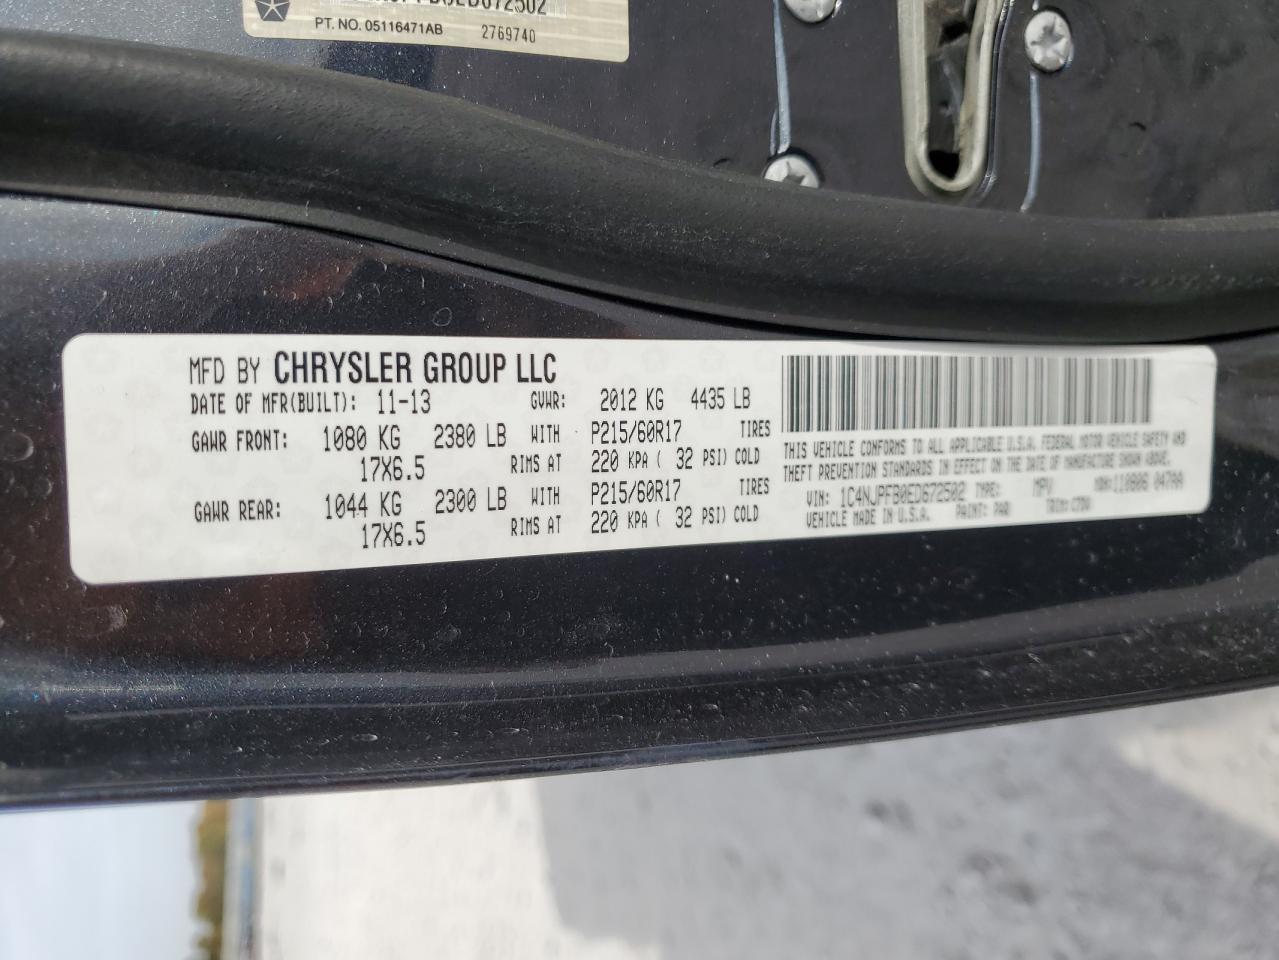 PT. NO. 05116471AB 2769740
MFD BY CHRYSLER GROUP LLC
DATE OF MFR(BUILT): 11-13 GVWR: 2012 KG 4435 LB
GAWR FRONT: 1080 KG 2380 LB WITH P215/60R17 TIRES
17X6.5 RIMS AT 220 KPA ( 32 PSI) COLD
GAWR REAR: 1044 KG 2300 LB WITH P215/60R17 TIRES
17X6.5 RIMS AT 220 KPA ( 32 PSI) COLD
THIS VEHICLE CONFORMS TO ALL APPLICABLE U.S.A. FEDERAL MOTOR VEHICLE SAFETY AND
THEFT PREVENTION STANDARDS IN EFFECT ON THE DATE OF MANUFACTURE SHOWN ABOVE.
VIN: 1C4NJPFB0ED672502 TYPE: MPV MDH: 110806 047AA
VEHICLE MADE IN U.S.A. PAINT: TRIM: